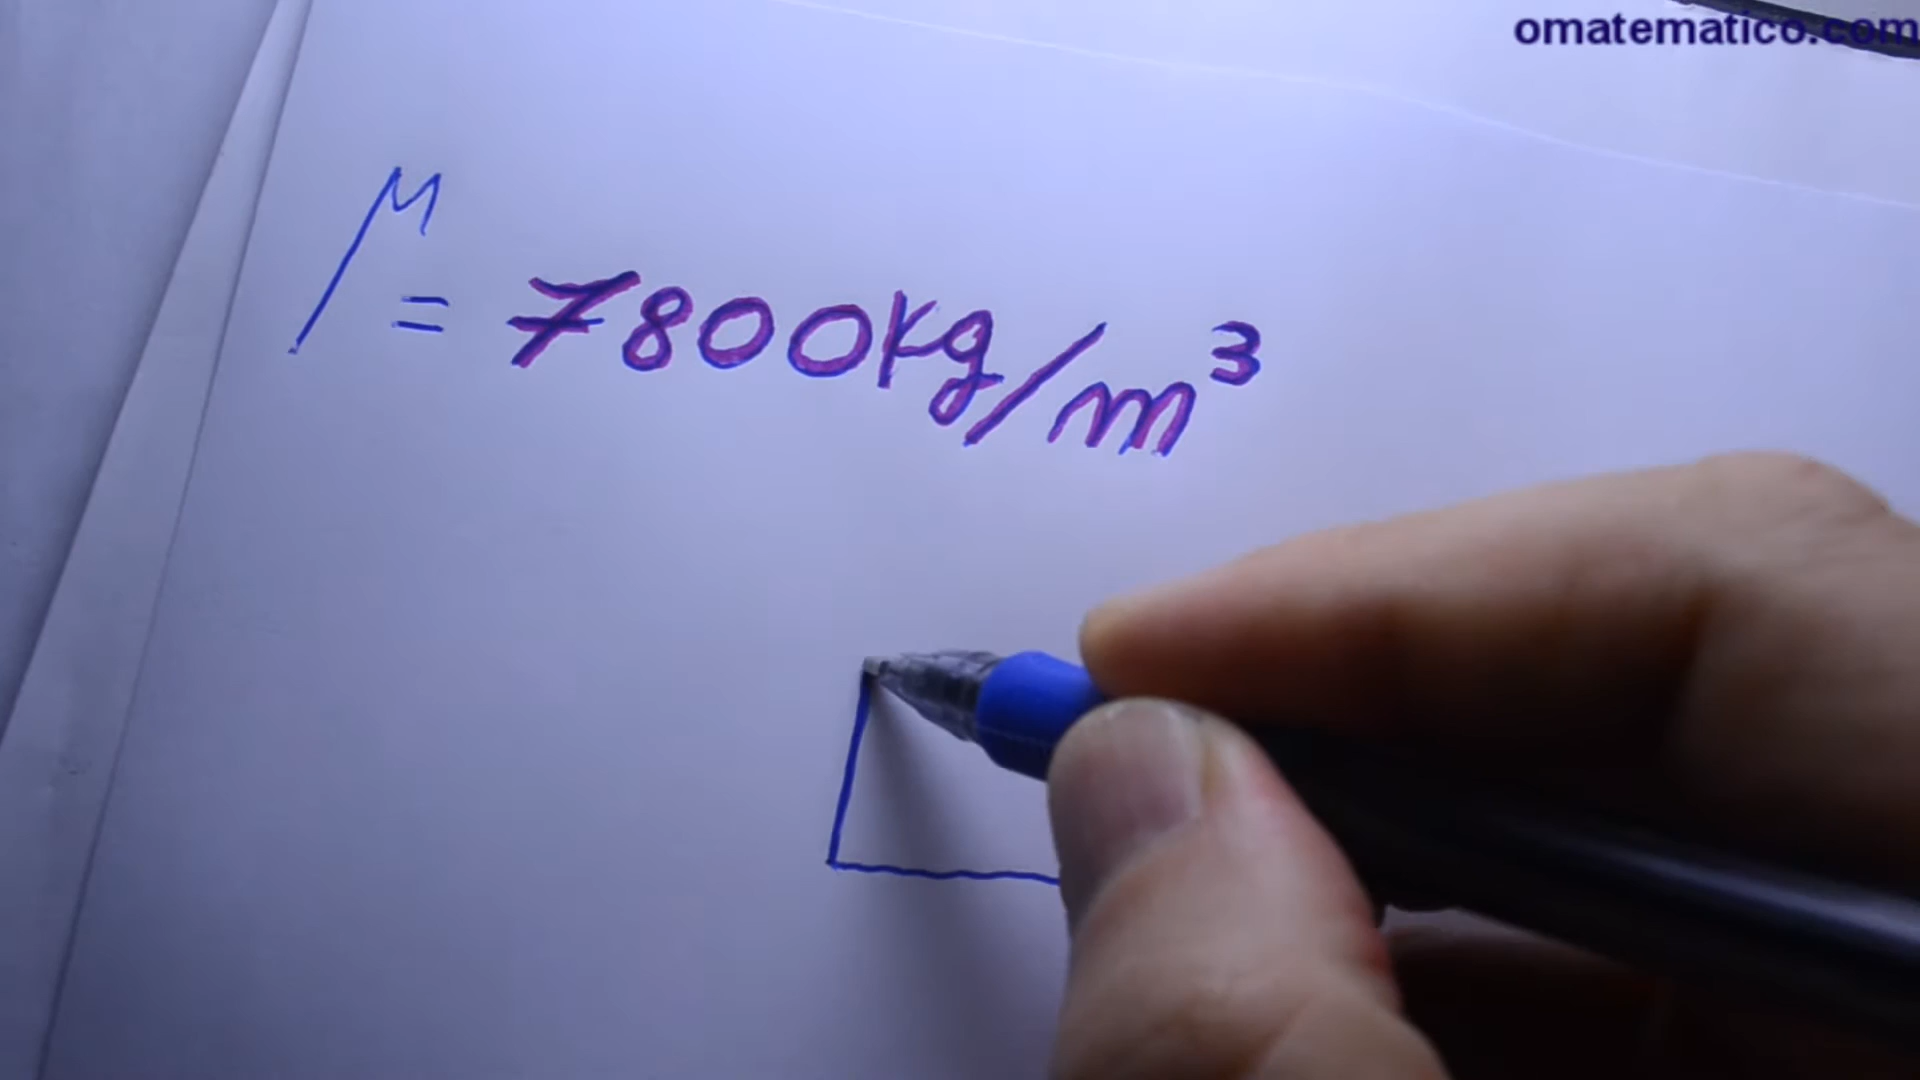 omatematico.com
μ = 7800kg/m³